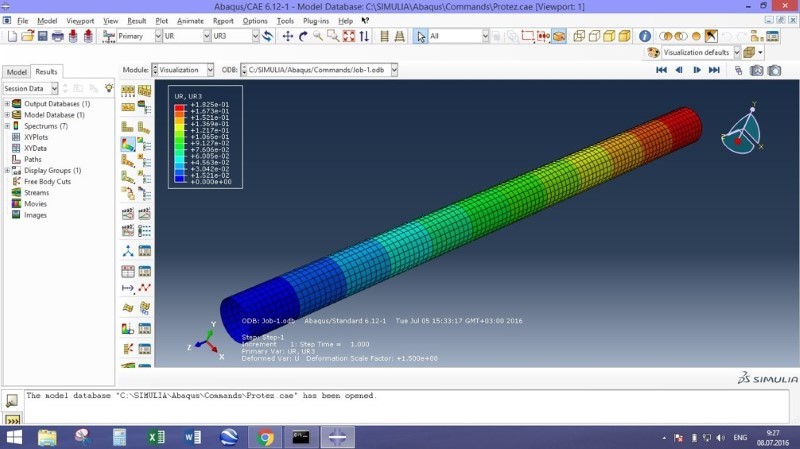 Abaqus/CAE 6.12-1 - Model Database: C:\SIMULIA\Abaqus\Commands\Protez.cae [Viewport: 1]
File Model Viewport View Result Plot Animate Report Options Tools Plug-ins Help
Primary UR UR3 All
Visualization defaults
Model Results Module: Visualization ODB: C:/SIMULIA/Abaqus/Commands/Job-1.odb
Session Data
Output Databases (1)
Model Database (1)
Spectrums (7)
XYPlots
XYData
Paths
Display Groups (1)
Free Body Cuts
Streams
Movies
Images
UR, UR3
+1.825e-01
+1.673e-01
+1.521e-01
+1.369e-01
+1.217e-01
+1.065e-01
+9.127e-02
+7.606e-02
+6.085e-02
+4.563e-02
+3.042e-02
+1.521e-02
+0.000e+00
Y
X
Y
Z
X
ODB: Job-1.odb Abaqus/Standard 6.12-1 Tue Jul 05 15:33:17 GMT+03:00 2016
Step: Step-1
Increment 1: Step Time = 1.000
Primary Var: UR, UR3
Deformed Var: U Deformation Scale Factor: +1.500e+00
SIMULIA
The model database "C:\SIMULIA\Abaqus\Commands\Protez.cae" has been opened.
ENG
9:27
08.07.2016